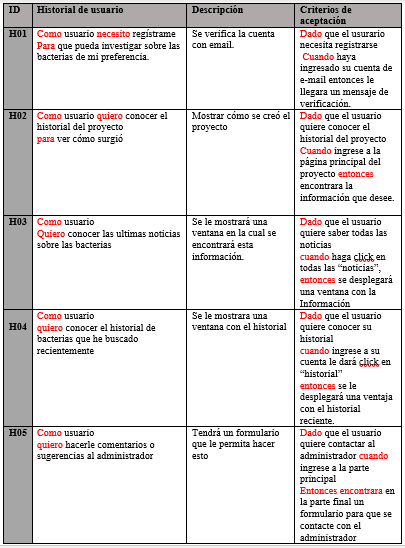 ID Historial de usuario Descripción Criterios de
aceptación
H01
Como usuario necesito regístrame
Para que pueda investigar sobre las
bacterias de mi preferencia.
Se verifica la cuenta
con email.
Dado que el usurario
necesita registrarse
Cuando haya
ingresado su cuenta de
e-mail entonces le
llegara un mensaje de
verificación.
H02
Como usuario quiero conocer el
historial del proyecto
para ver cómo surgió
Mostrar cómo se creó el
proyecto
Dado que el usuario
quiere conocer el
historial del proyecto
Cuando ingrese a la
página principal del
proyecto entonces
encontrara la
información que desee.
H03
Como usuario
Quiero conocer las ultimas noticias
sobre las bacterias
Se le mostrará una
ventana en la cual se
encontrará esta
información.
Dado que el usuario
quiere saber todas las
noticias
cuando haga click en
todas las “noticias”,
entonces se desplegará
una ventana con la
Información
H04
Como usuario
quiero conocer el historial de
bacterias que he buscado
recientemente
Se le mostrara una
ventana con el historial
Dado que el usuario
quiere conocer su
historial
cuando ingrese a su
cuenta le dará click en
“historial”
entonces se le
desplegará una ventaja
con el historial
reciente.
H05
Como usuario
quiero hacerle comentarios o
sugerencias al administrador
Tendrá un formulario
que le permita hacer
esto
Dado que el usuario
quiere contactar al
administrador cuando
ingrese a la parte
principal
Entonces encontrara en
la parte final un
formulario para que se
contacte con el
administrador